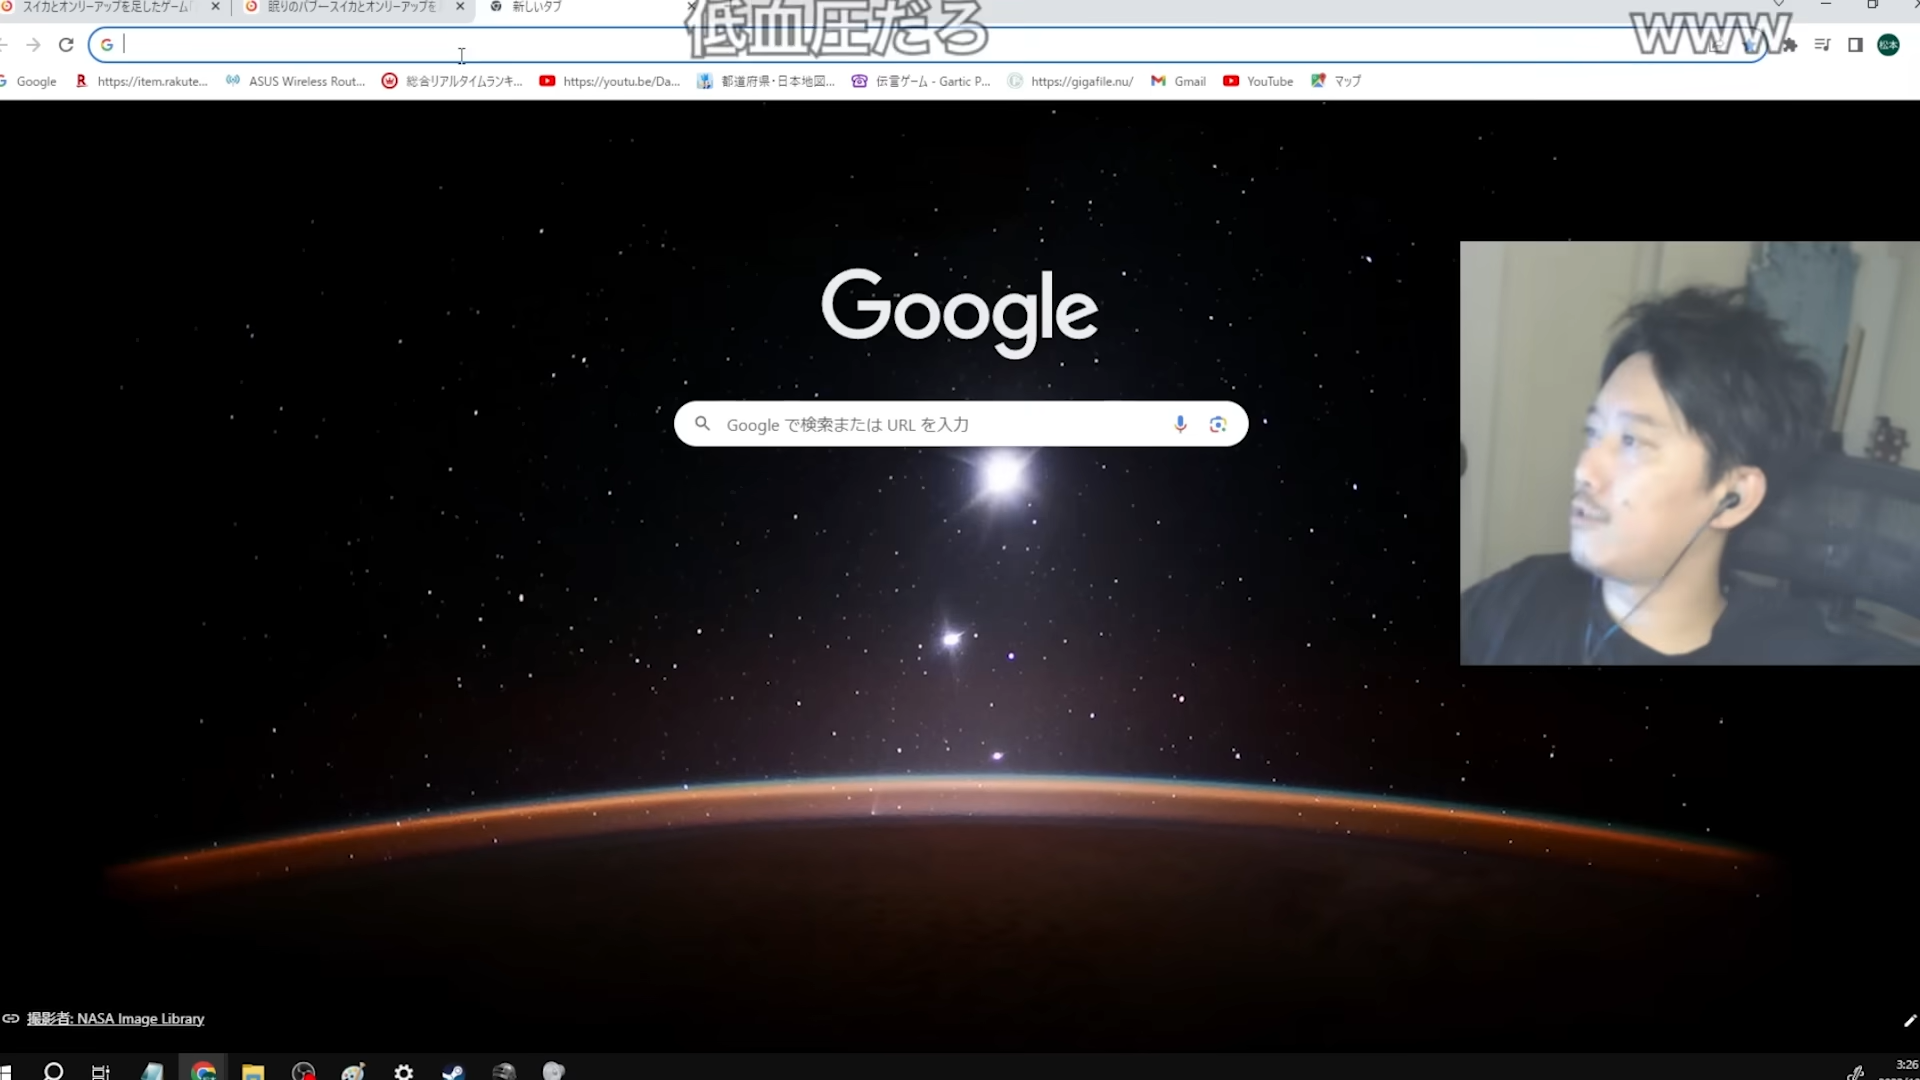 スイカとオンリーアップを足したゲーム
眠りのパブースイカとオンリーアップを
新しいタブ
低血圧だろ
www
松本
Google
https://item.rakute...
ASUS Wireless Rout...
総合リアルタイムランキ...
https://youtu.be/Da...
都道府県・日本地図...
伝言ゲーム - Gartic P...
https://gigafile.nu/
Gmail
YouTube
マップ
Google
Google で検索または URL を入力
撮影者: NASA Image Library
3:26